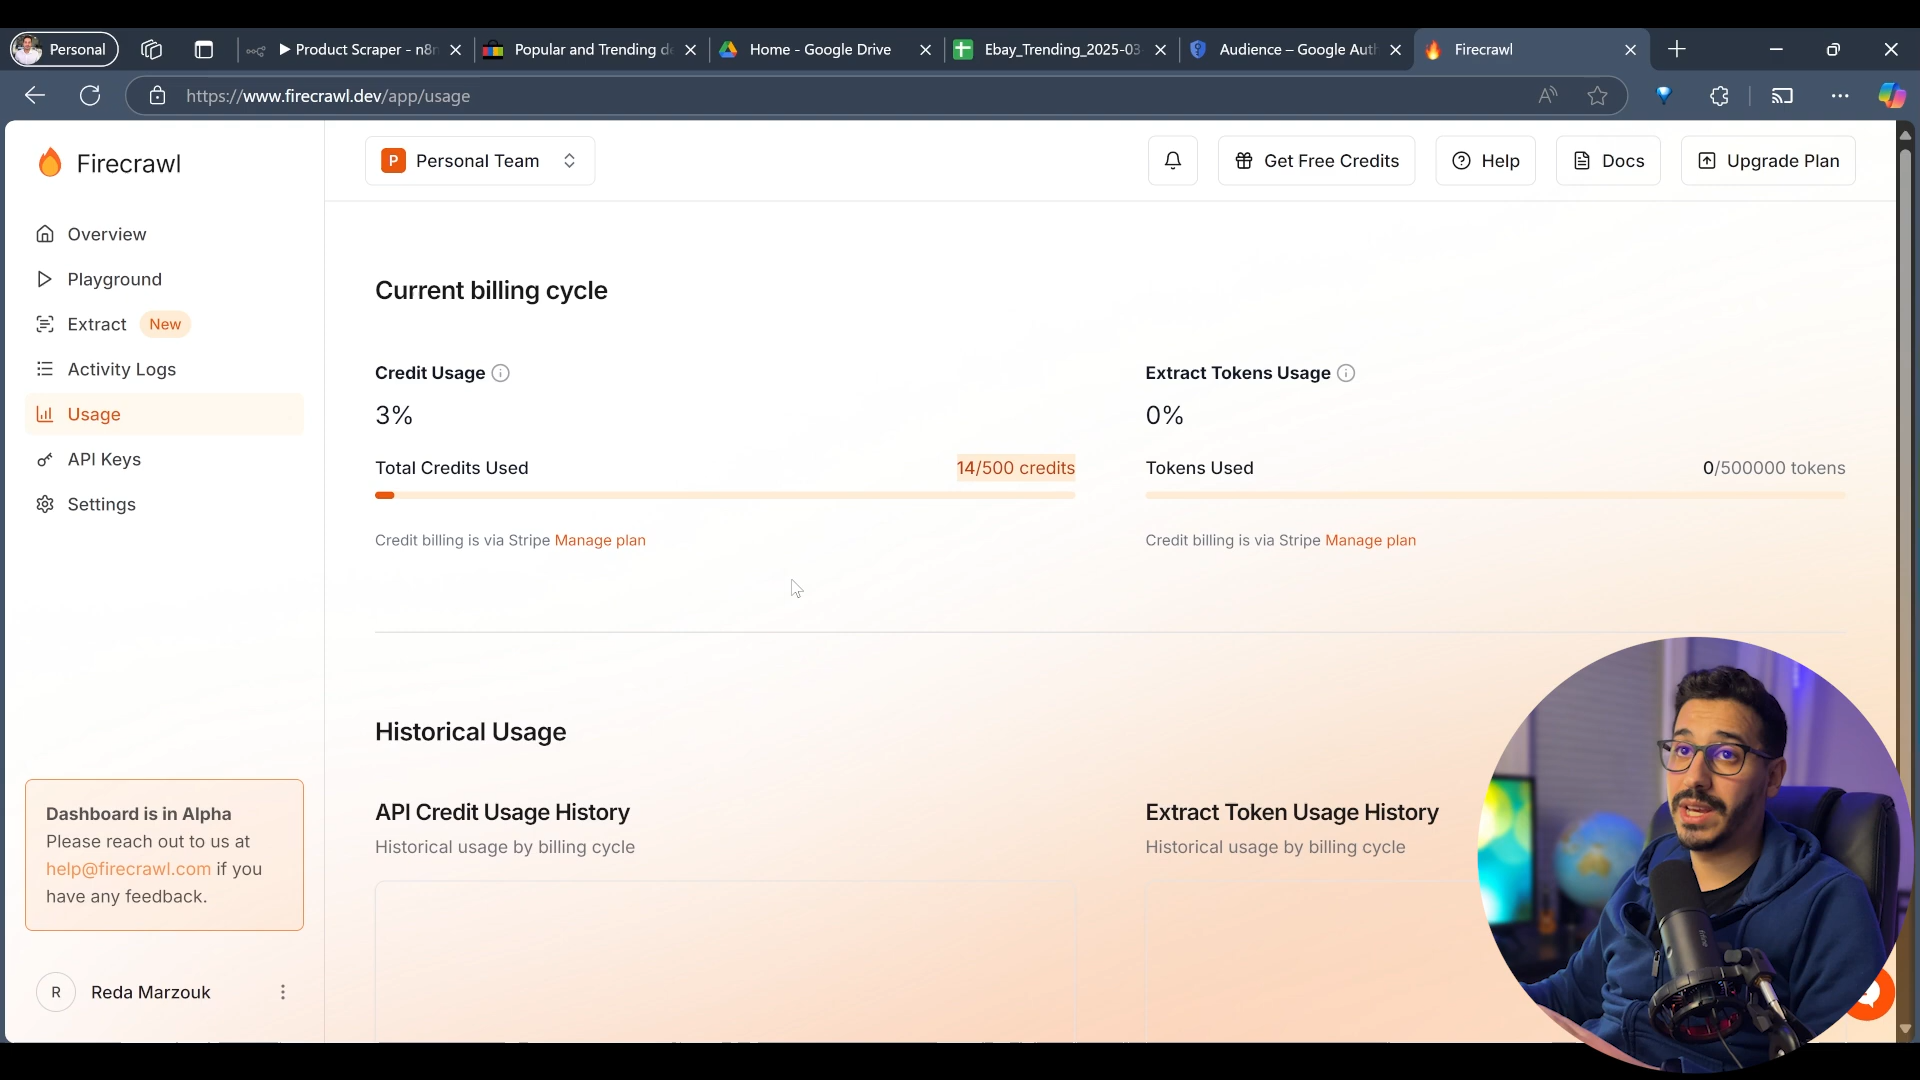 Personal
Product Scraper - n8n
Popular and Trending de
Home - Google Drive
Ebay_Trending_2025-03-
Audience – Google Auth
Firecrawl
https://www.firecrawl.dev/app/usage
Firecrawl
P Personal Team
Get Free Credits
Help
Docs
Upgrade Plan
Overview
Playground
Extract New
Activity Logs
Usage
API Keys
Settings
Current billing cycle
Credit Usage
3%
Total Credits Used 14/500 credits
Credit billing is via Stripe Manage plan
Extract Tokens Usage
0%
Tokens Used 0/500000 tokens
Credit billing is via Stripe Manage plan
Historical Usage
API Credit Usage History
Historical usage by billing cycle
Extract Token Usage History
Historical usage by billing cycle
Dashboard is in Alpha
Please reach out to us at
help@firecrawl.com if you
have any feedback.
R Reda Marzouk